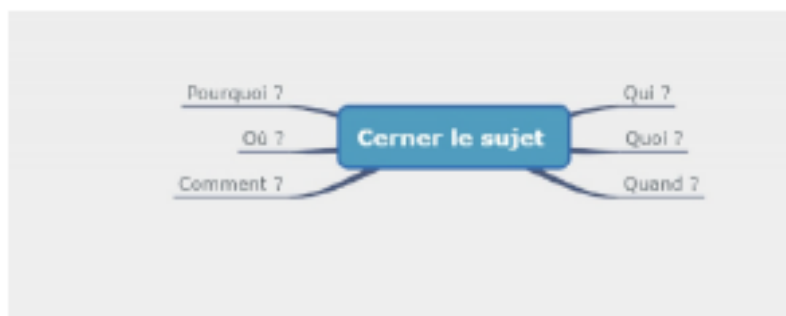 Pourquoi ?
Où ?
Comment ?
Cerner le sujet
Qui ?
Quoi ?
Quand ?